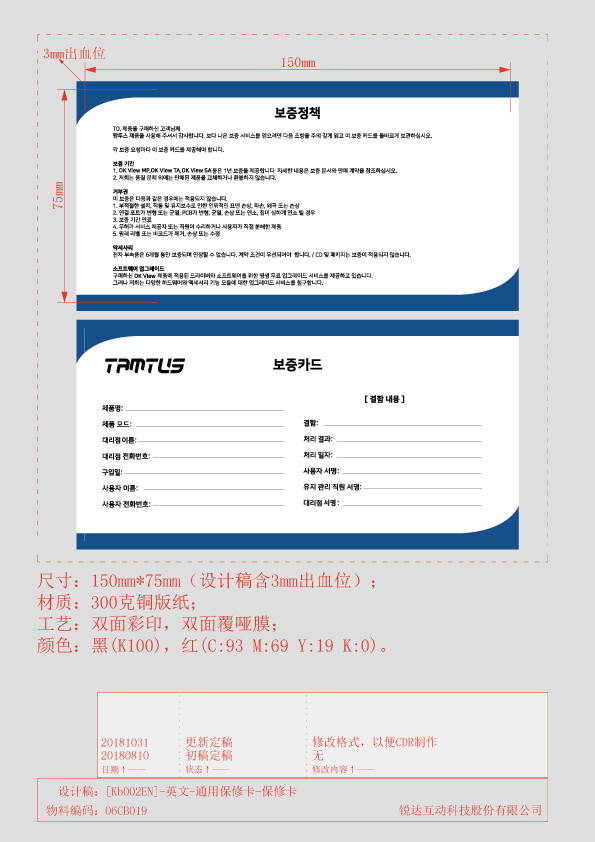 3mm出血位
150mm
75mm
보증정책
TO. 제품을 구매하신 고객님께
탐투스 제품을 사용해 주셔서 감사합니다. 보다 나은 보증 서비스를 얻으려면 다음 조항을 주의 깊게 읽고 이 보증 카드를 올바르게 보관하십시오.
각 보증 요청마다 이 보증 카드를 제공해야 합니다.
보증 기간
1. OK View MP,OK View TA,OK View SA 등은 1년 보증을 제공합니다. 자세한 내용은 보증 문서와 판매 계약을 참조하십시오.
2. 저희는 품질 문제 외에는 판매된 제품을 교체하거나 환불하지 않습니다.
거부권
이 보증은 다음과 같은 경우에는 적용되지 않습니다.
1. 부적절한 설치, 작동 및 유지보수로 인한 인위적인 표면 손상, 파손, 왜곡 또는 손상
2. 연결 포트가 변형 또는 균열, PCB가 변형, 균열, 손상 또는 연소, 칩이 심하게 연소 될 경우
3. 보증 기간 만료
4. 무허가 서비스 제공자 또는 직원이 수리하거나 사용자가 직접 분해한 제품
5. 원래 라벨 또는 바코드가 제거, 손상 또는 수정
악세사리
전자 부속품은 6개월 동안 보증되며 연장할 수 없습니다. 계약 조건이 우선되어야 합니다. / CD 및 패키지는 보증이 적용되지 않습니다.
소프트웨어 업그레이드
구매하신 OK View 제품에 적용된 드라이버와 소프트웨어를 위한 평생 무료 업그레이드 서비스를 제공하고 있습니다.
그러나 저희는 다양한 하드웨어와 액세서리 기능 모듈에 대한 업그레이드 서비스를 청구합니다.
TAMTUS
보증카드
제품명:
제품 모드:
대리점 이름:
대리점 전화번호:
구입일:
사용자 이름:
사용자 전화번호:
[ 결함 내용 ]
결함:
처리 결과:
처리 일자:
사용자 서명:
유지 관리 직원 서명:
대리점 서명 :
尺寸: 150mm*75mm（设计稿含3mm出血位）;
材质: 300克铜版纸;
工艺: 双面彩印, 双面覆哑膜;
颜色: 黑(K100), 红(C:93 M:69 Y:19 K:0)。
20181031 更新定稿 修改格式, 以便CDR制作
20180810 初稿定稿 无
日期↑—— 状态↑—— 修改内容↑——
设计稿: [Kb002EN]-英文-通用保修卡-保修卡
物料编码: 06CB019 锐达互动科技股份有限公司